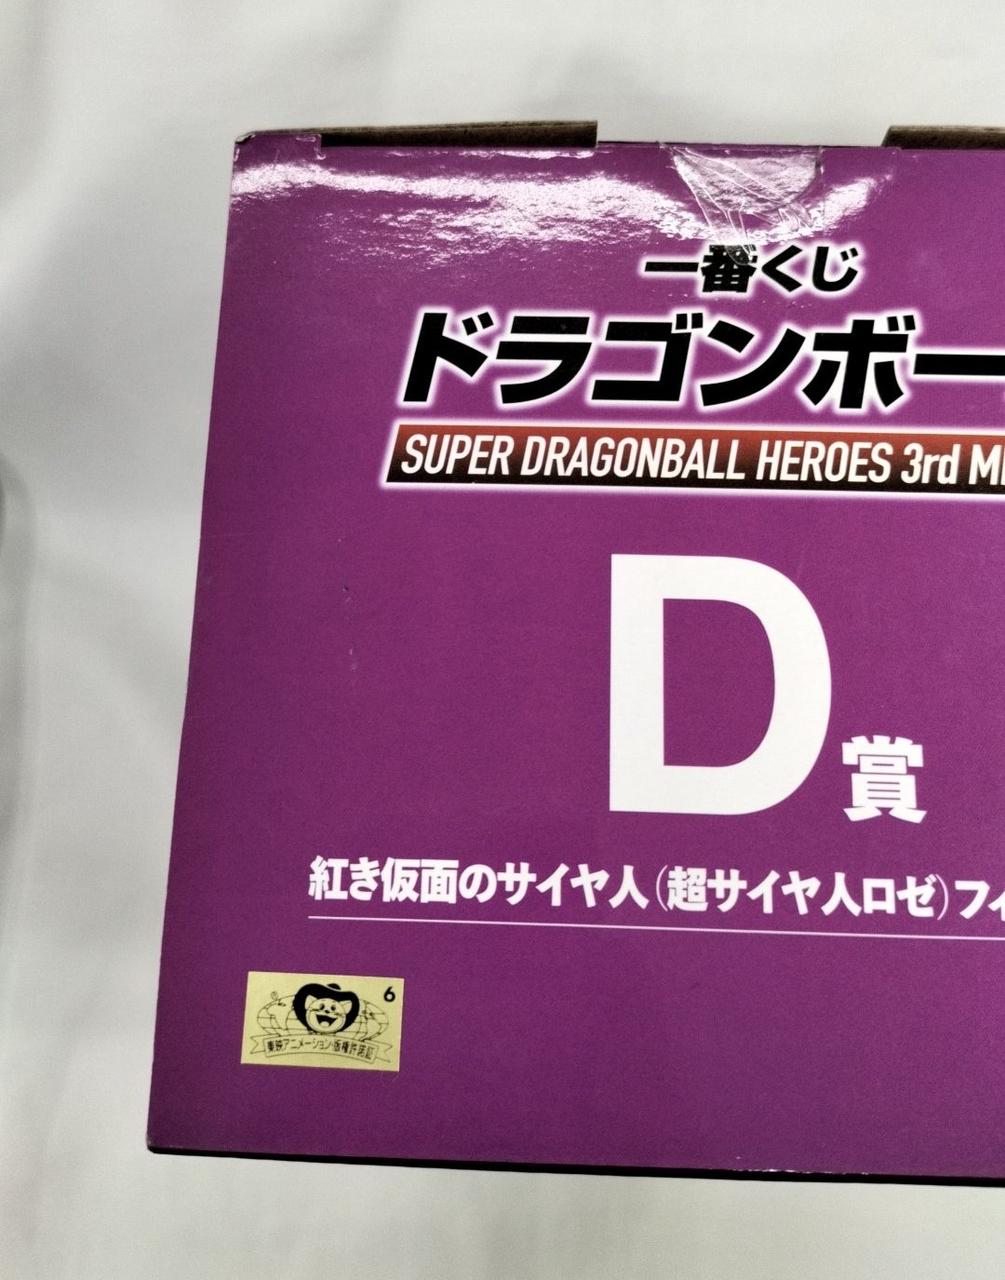 一番くじ
ドラゴンボー
SUPER DRAGONBALL HEROES 3rd MI
D賞
紅き仮面のサイヤ人(超サイヤ人ロゼ)フィ
6
東映アニメーション・版権許諾証